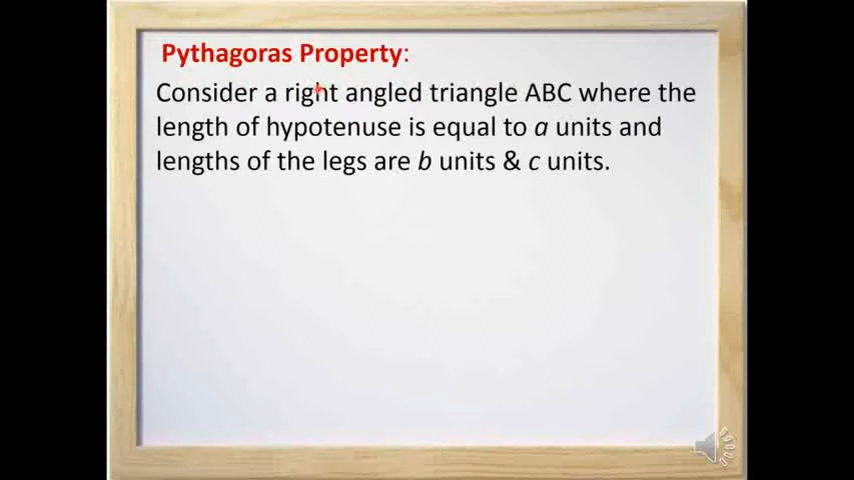 Pythagoras Property:
Consider a right angled triangle ABC where the
length of hypotenuse is equal to a units and
lengths of the legs are b units & c units.